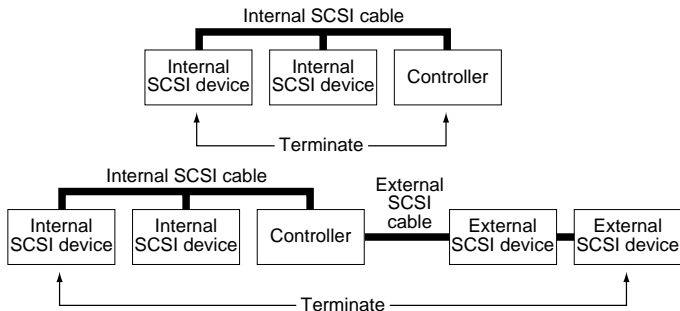 Internal SCSI cable
Internal
SCSI device
Internal
SCSI device
Controller
Terminate
Internal SCSI cable
External
SCSI
cable
Internal
SCSI device
Internal
SCSI device
Controller
External
SCSI device
External
SCSI device
Terminate